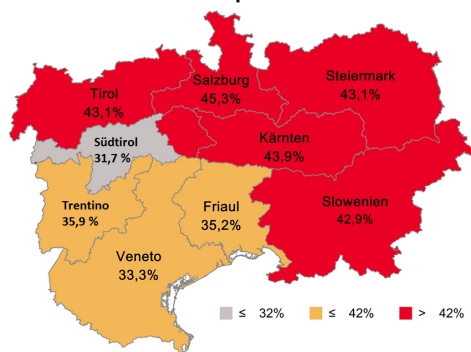 Steiermark
43,1%
Salzburg
45,3%
Tirol
43,1%
Kärnten
43,9%
Südtirol
31,7 %
Slowenien
42,9%
Trentino
35,9 %
Friaul
35,2%
Veneto
33,3%
≤ 32% ≤ 42% > 42%